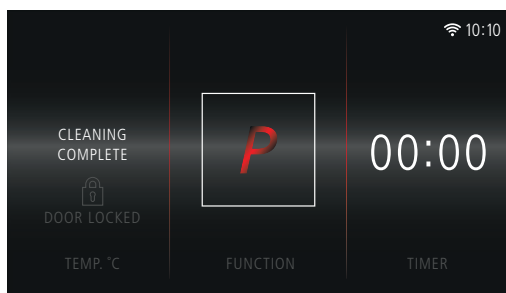 10:10
CLEANING
COMPLETE
DOOR LOCKED
TEMP. °C
P
FUNCTION
00:00
TIMER